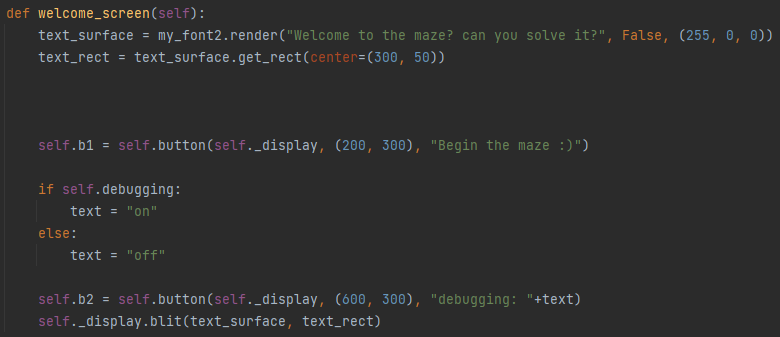 def welcome_screen(self):
    text_surface = my_font2.render("Welcome to the maze? can you solve it?", False, (255, 0, 0))
    text_rect = text_surface.get_rect(center=(300, 50))
    self.b1 = self.button(self._display, (200, 300), "Begin the maze :)")
    if self.debugging:
        text = "on"
    else:
        text = "off"
    self.b2 = self.button(self._display, (600, 300), "debugging: "+text)
    self._display.blit(text_surface, text_rect)